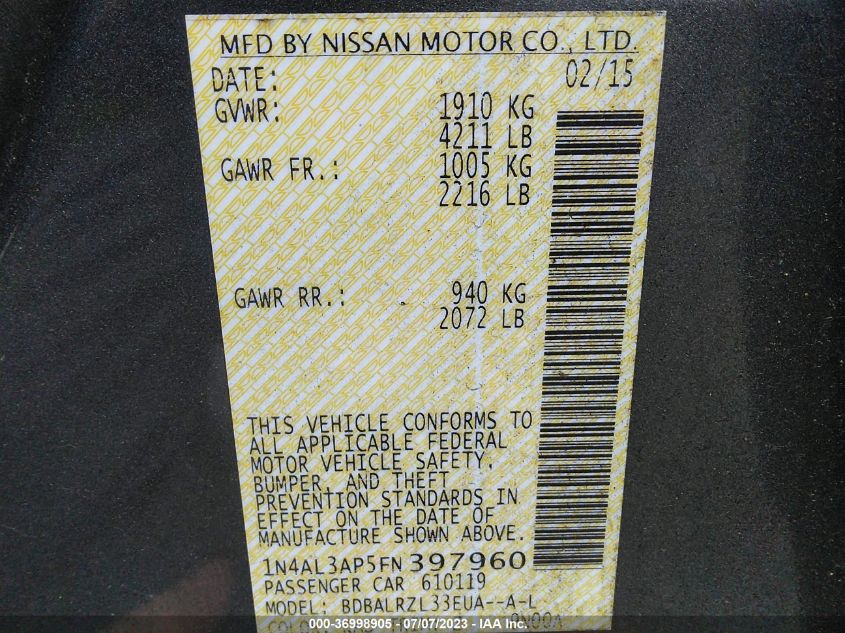 MFD BY NISSAN MOTOR CO., LTD.
DATE: 02/15
GVWR: 1910 KG
4211 LB
GAWR FR.: 1005 KG
2216 LB
GAWR RR.: 940 KG
2072 LB
THIS VEHICLE CONFORMS TO
ALL APPLICABLE FEDERAL
MOTOR VEHICLE SAFETY,
BUMPER, AND THEFT
PREVENTION STANDARDS IN
EFFECT ON THE DATE OF
MANUFACTURE SHOWN ABOVE.
1N4AL3AP5FN397960
PASSENGER CAR 610119
MODEL: BDBALRZL33EUA--A-L
COLOR: KAD
000-36998905 - 07/07/2023 - IAA Inc.